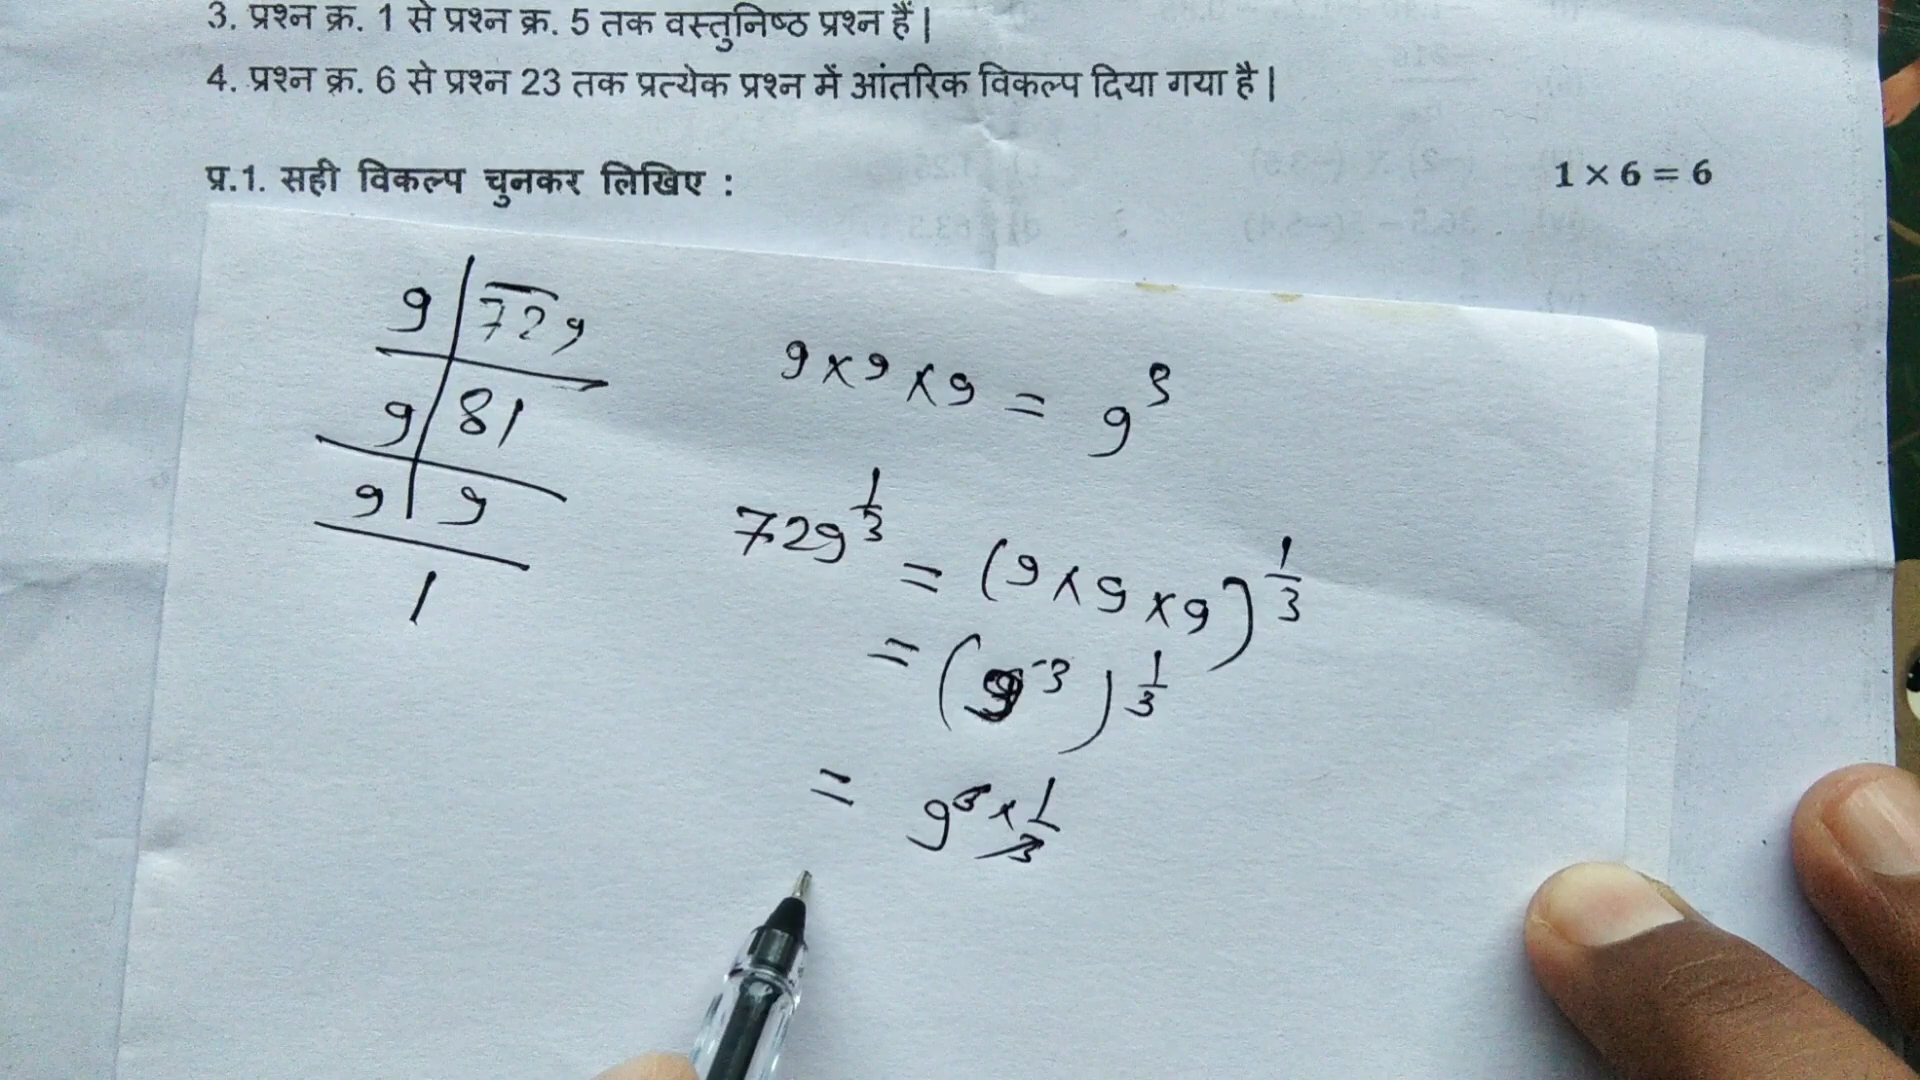 3. प्रश्न क्र. 1 से प्रश्न क्र. 5 तक वस्तुनिष्ठ प्रश्न हैं|
4. प्रश्न क्र. 6 से प्रश्न 23 तक प्रत्येक प्रश्न में आंतरिक विकल्प दिया गया है|
प्र.1. सही विकल्प चुनकर लिखिए : 1 × 6 = 6
9 | 729
9 | 81
9 | 9
1
9 × 9 × 9 = 9³
729^(1/3) = (9 × 9 × 9)^(1/3)
= (9³)^(1/3)
= 9^(3 × 1/3)